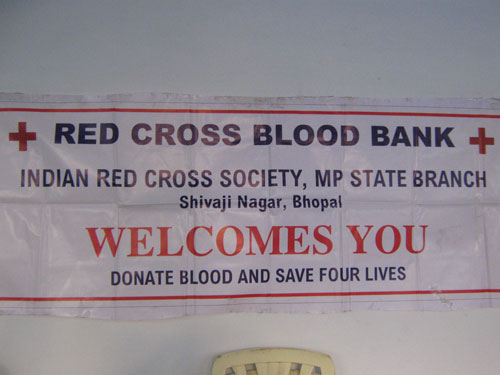 RED CROSS BLOOD BANK
INDIAN RED CROSS SOCIETY, MP STATE BRANCH
Shivaji Nagar, Bhopal
WELCOMES YOU
DONATE BLOOD AND SAVE FOUR LIVES